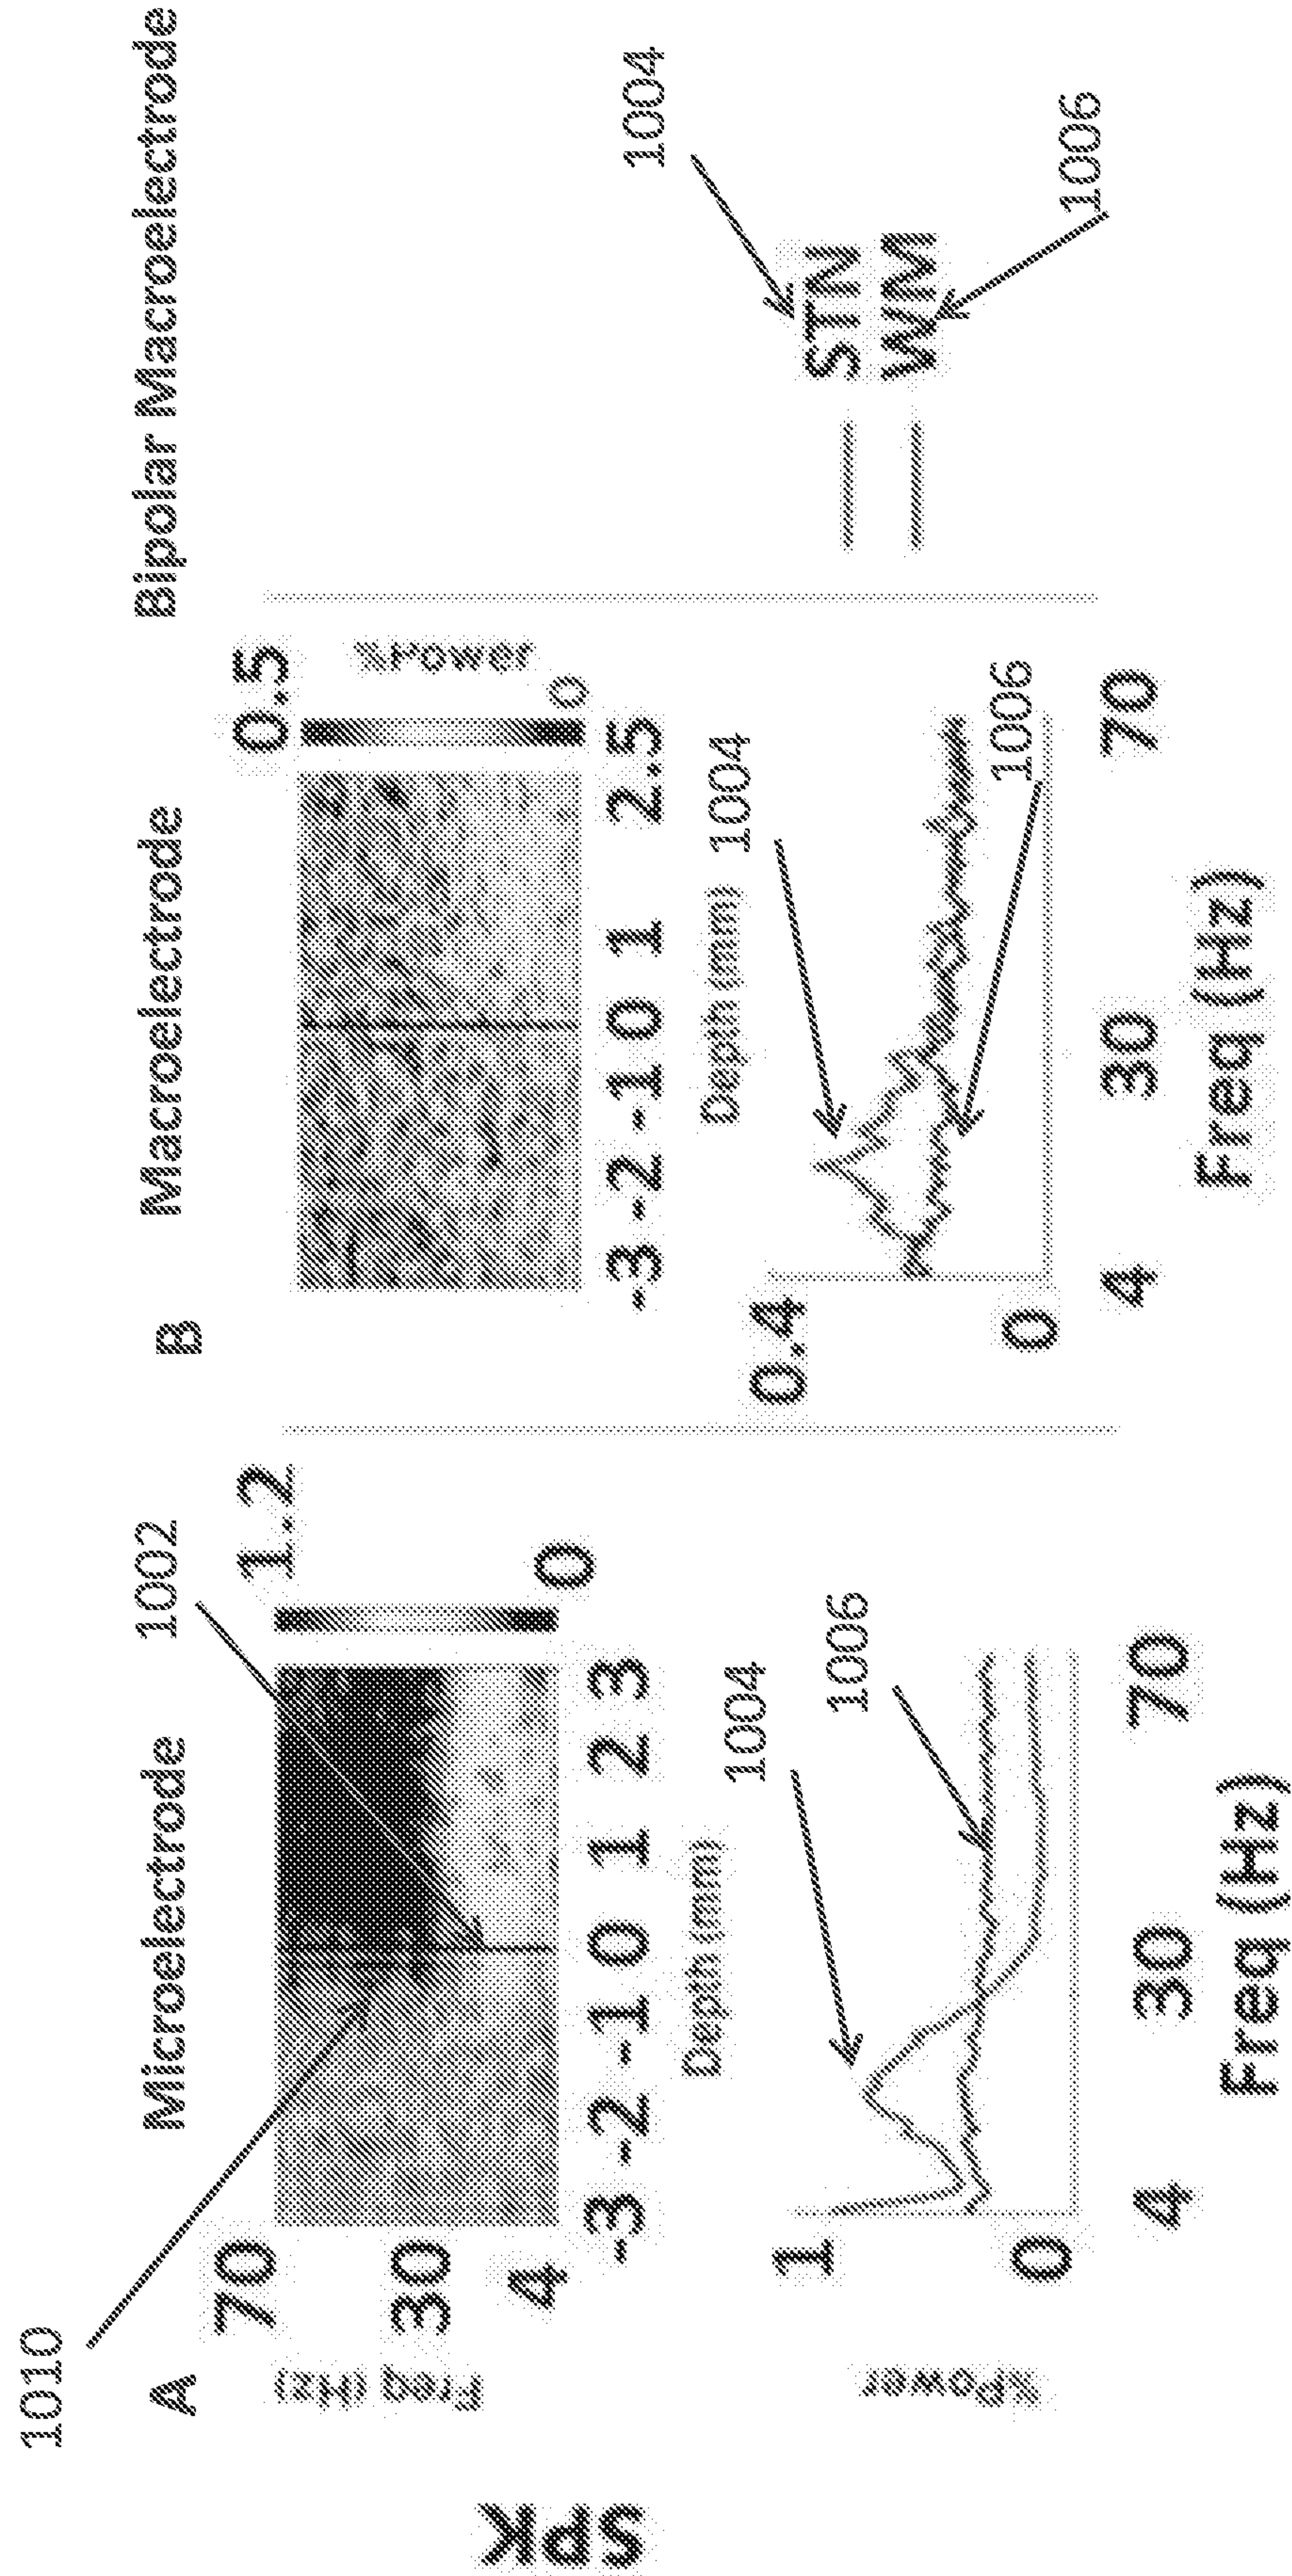 Microelectrode
Macroelectrode
Bipolar Macroelectrode
1010
1002
A
B
SPK
Freq (Hz)
70
30
4
1.2
0
-3 -2 -1 0 1 2 3
Depth (mm)
0.5
%Power
0
-3 -2 -1 0 1 2.5
Depth (mm)
%Power
1
0
1004
1006
4 30 70
Freq (Hz)
0.4
0
1004
1006
4 30 70
Freq (Hz)
1004
STN
WM
1006